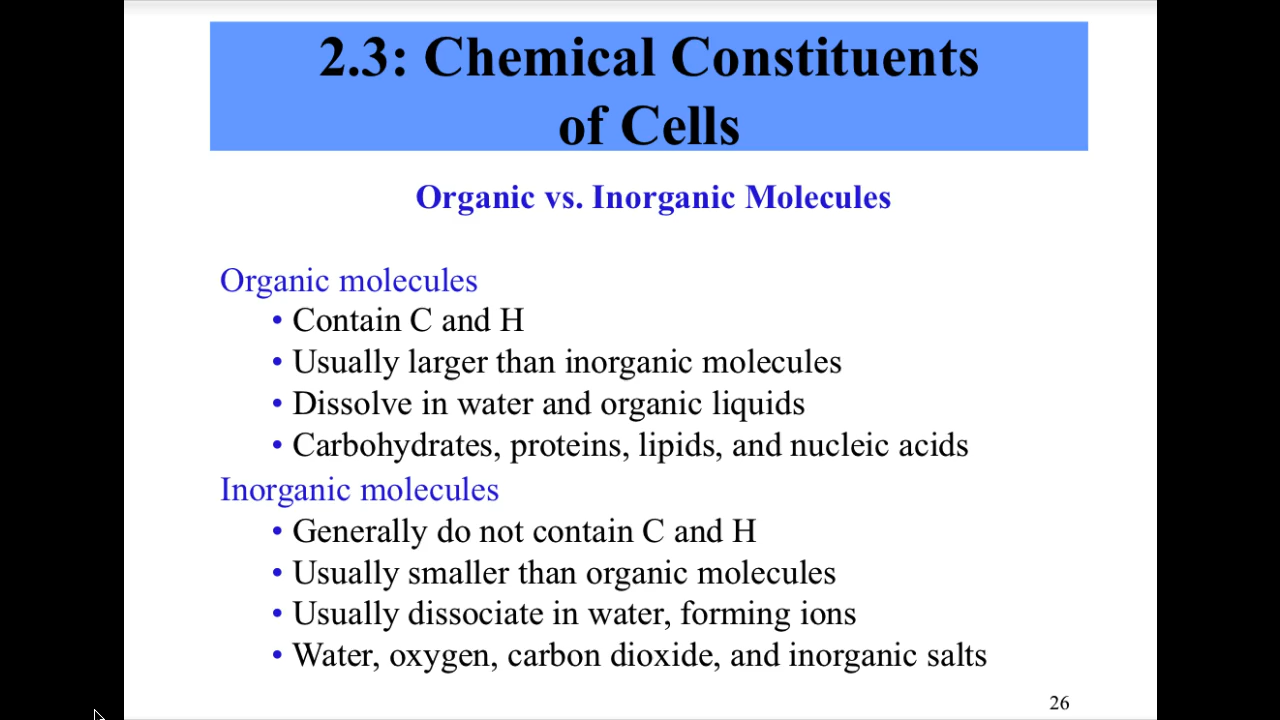 2.3: Chemical Constituents
of Cells
Organic vs. Inorganic Molecules
Organic molecules
• Contain C and H
• Usually larger than inorganic molecules
• Dissolve in water and organic liquids
• Carbohydrates, proteins, lipids, and nucleic acids
Inorganic molecules
• Generally do not contain C and H
• Usually smaller than organic molecules
• Usually dissociate in water, forming ions
• Water, oxygen, carbon dioxide, and inorganic salts
26